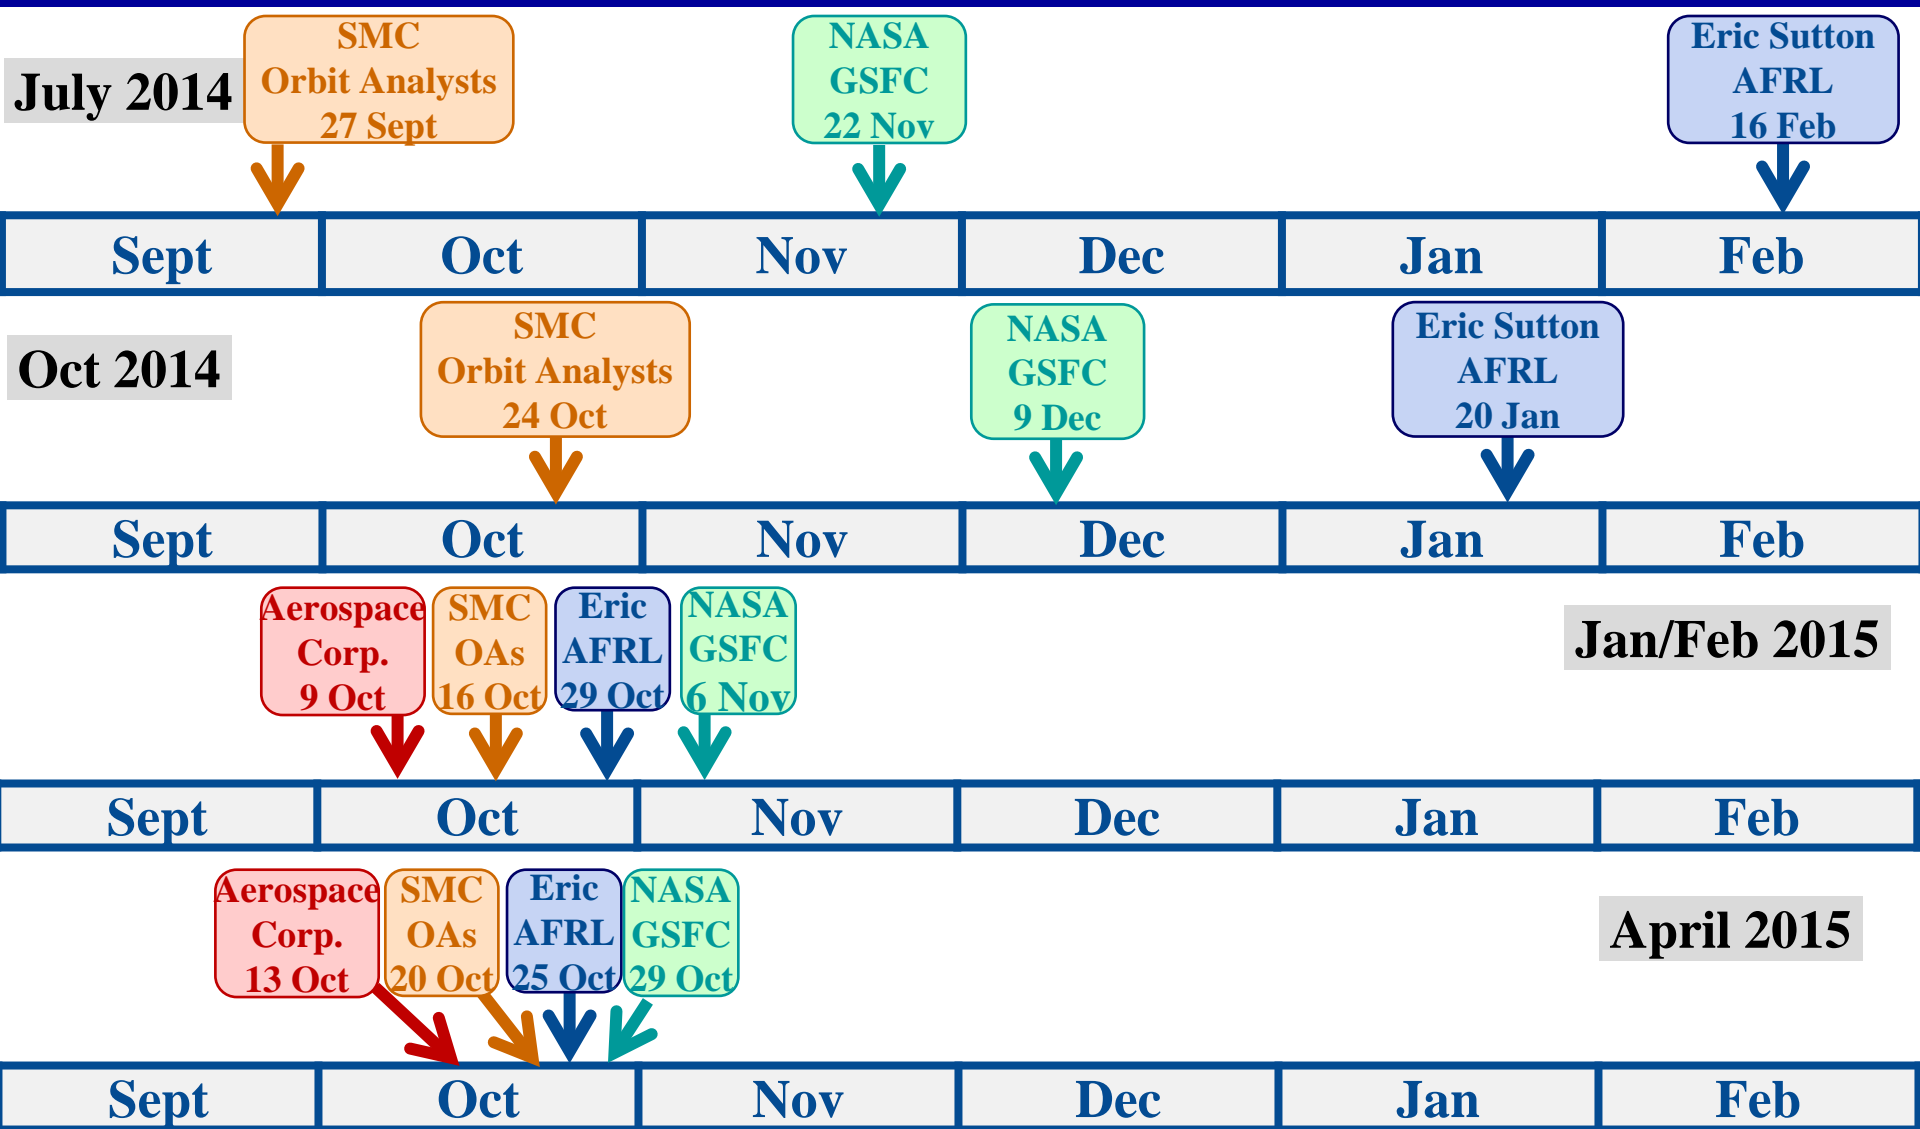 July 2014
SMC
Orbit Analysts
27 Sept
NASA
GSFC
22 Nov
Eric Sutton
AFRL
16 Feb
Sept Oct Nov Dec Jan Feb
Oct 2014
SMC
Orbit Analysts
24 Oct
NASA
GSFC
9 Dec
Eric Sutton
AFRL
20 Jan
Sept Oct Nov Dec Jan Feb
Aerospace
Corp.
9 Oct
SMC
OAs
16 Oct
Eric
AFRL
29 Oct
NASA
GSFC
6 Nov
Jan/Feb 2015
Sept Oct Nov Dec Jan Feb
Aerospace
Corp.
13 Oct
SMC
OAs
20 Oct
Eric
AFRL
25 Oct
NASA
GSFC
29 Oct
April 2015
Sept Oct Nov Dec Jan Feb